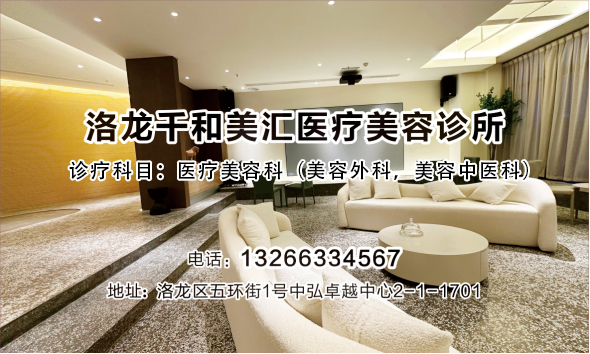 洛龙千和美汇医疗美容诊所
诊疗科目：医疗美容科（美容外科，美容中医科）
电话：13266334567
地址：洛龙区五环街1号中弘卓越中心2-1-1701